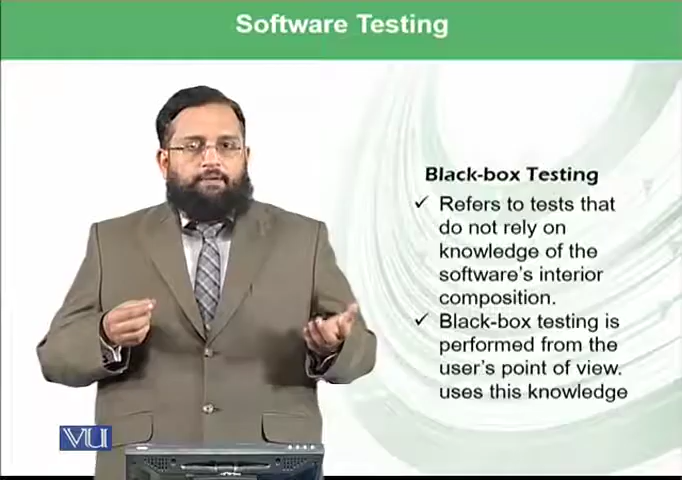 Software Testing
Black-box Testing
✓ Refers to tests that
do not rely on
knowledge of the
software's interior
composition.
✓ Black-box testing is
performed from the
user's point of view.
uses this knowledge
VU